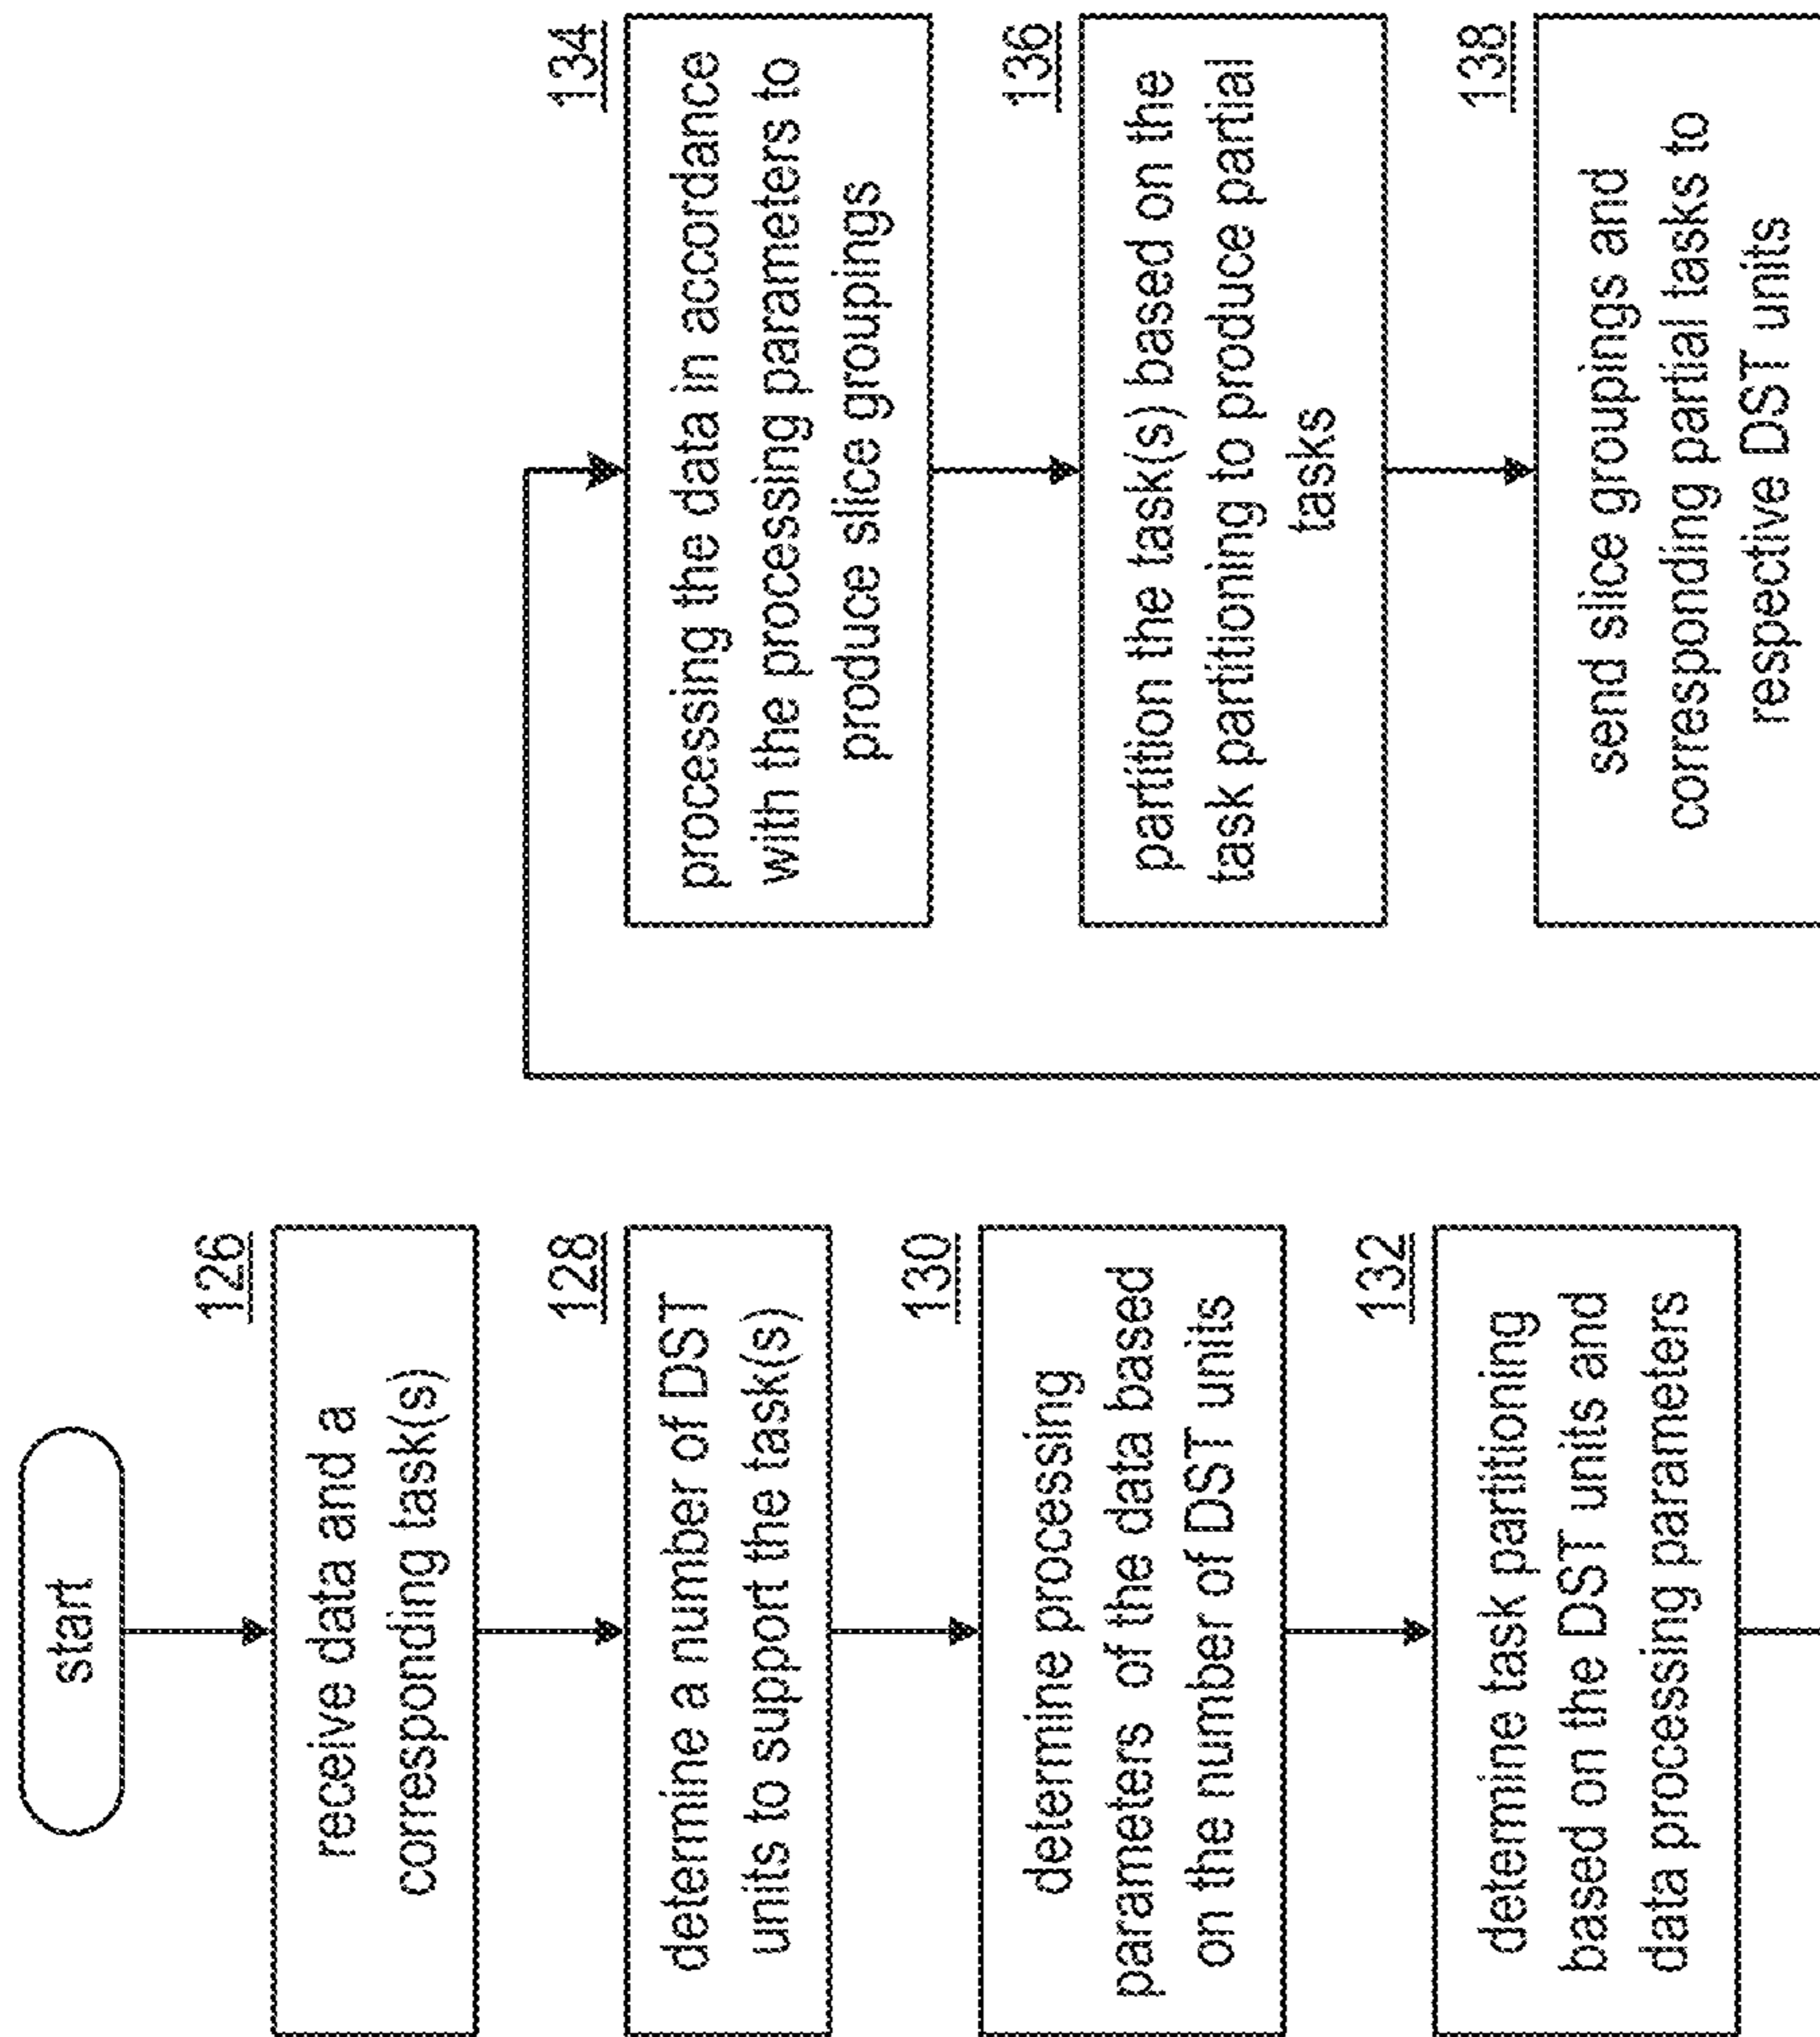 start
126
receive data and a
corresponding task(s)
128
determine a number of DST
units to support the task(s)
130
determine processing
parameters of the data based
on the number of DST units
132
determine task partitioning
based on the DST units and
data processing parameters
134
processing the data in accordance
with the processing parameters to
produce slice groupings
136
partition the task(s) based on the
task partitioning to produce partial
tasks
138
send slice groupings and
corresponding partial tasks to
respective DST units